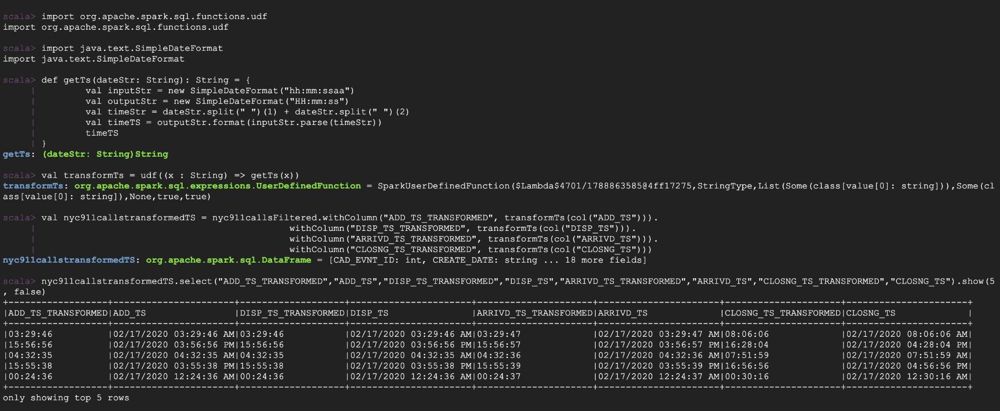 scala> import org.apache.spark.sql.functions.udf
import org.apache.spark.sql.functions.udf
scala> import java.text.SimpleDateFormat
import java.text.SimpleDateFormat
scala> def getTs(dateStr: String): String = {
     |         val inputStr = new SimpleDateFormat("hh:mm:ssaa")
     |         val outputStr = new SimpleDateFormat("HH:mm:ss")
     |         val timeStr = dateStr.split(" ")(1) + dateStr.split(" ")(2)
     |         val timeTS = outputStr.format(inputStr.parse(timeStr))
     |         timeTS
     | }
getTs: (dateStr: String)String
scala> val transformTs = udf((x : String) => getTs(x))
transformTs: org.apache.spark.sql.expressions.UserDefinedFunction = SparkUserDefinedFunction($Lambda$4701/1788863585@4ff17275,StringType,List(Some(class[value[0]: string])),Some(cl
ass[value[0]: string]),None,true,true)
scala> val nyc911callstransformedTS = nyc911callsFiltered.withColumn("ADD_TS_TRANSFORMED", transformTs(col("ADD_TS"))).
     |                                              withColumn("DISP_TS_TRANSFORMED", transformTs(col("DISP_TS"))).
     |                                              withColumn("ARRIVD_TS_TRANSFORMED", transformTs(col("ARRIVD_TS"))).
     |                                              withColumn("CLOSNG_TS_TRANSFORMED", transformTs(col("CLOSNG_TS")))
nyc911callstransformedTS: org.apache.spark.sql.DataFrame = [CAD_EVNT_ID: int, CREATE_DATE: string ... 18 more fields]
scala> nyc911callstransformedTS.select("ADD_TS_TRANSFORMED","ADD_TS","DISP_TS_TRANSFORMED","DISP_TS","ARRIVD_TS_TRANSFORMED","ARRIVD_TS","CLOSNG_TS_TRANSFORMED","CLOSNG_TS").show(5
, false)
+------------------+----------------------+-------------------+----------------------+---------------------+----------------------+---------------------+----------------------+
|ADD_TS_TRANSFORMED|ADD_TS                |DISP_TS_TRANSFORMED|DISP_TS               |ARRIVD_TS_TRANSFORMED|ARRIVD_TS             |CLOSNG_TS_TRANSFORMED|CLOSNG_TS             |
+------------------+----------------------+-------------------+----------------------+---------------------+----------------------+---------------------+----------------------+
|03:29:46          |02/17/2020 03:29:46 AM|03:29:46           |02/17/2020 03:29:46 AM|03:29:47             |02/17/2020 03:29:47 AM|08:06:06             |02/17/2020 08:06:06 AM|
|15:56:56          |02/17/2020 03:56:56 PM|15:56:56           |02/17/2020 03:56:56 PM|15:56:57             |02/17/2020 03:56:57 PM|16:28:04             |02/17/2020 04:28:04 PM|
|04:32:35          |02/17/2020 04:32:35 AM|04:32:35           |02/17/2020 04:32:35 AM|04:32:36             |02/17/2020 04:32:36 AM|07:51:59             |02/17/2020 07:51:59 AM|
|15:55:38          |02/17/2020 03:55:38 PM|15:55:38           |02/17/2020 03:55:38 PM|15:55:39             |02/17/2020 03:55:39 PM|16:56:56             |02/17/2020 04:56:56 PM|
|00:24:36          |02/17/2020 12:24:36 AM|00:24:36           |02/17/2020 12:24:36 AM|00:24:37             |02/17/2020 12:24:37 AM|00:30:16             |02/17/2020 12:30:16 AM|
+------------------+----------------------+-------------------+----------------------+---------------------+----------------------+---------------------+----------------------+
only showing top 5 rows